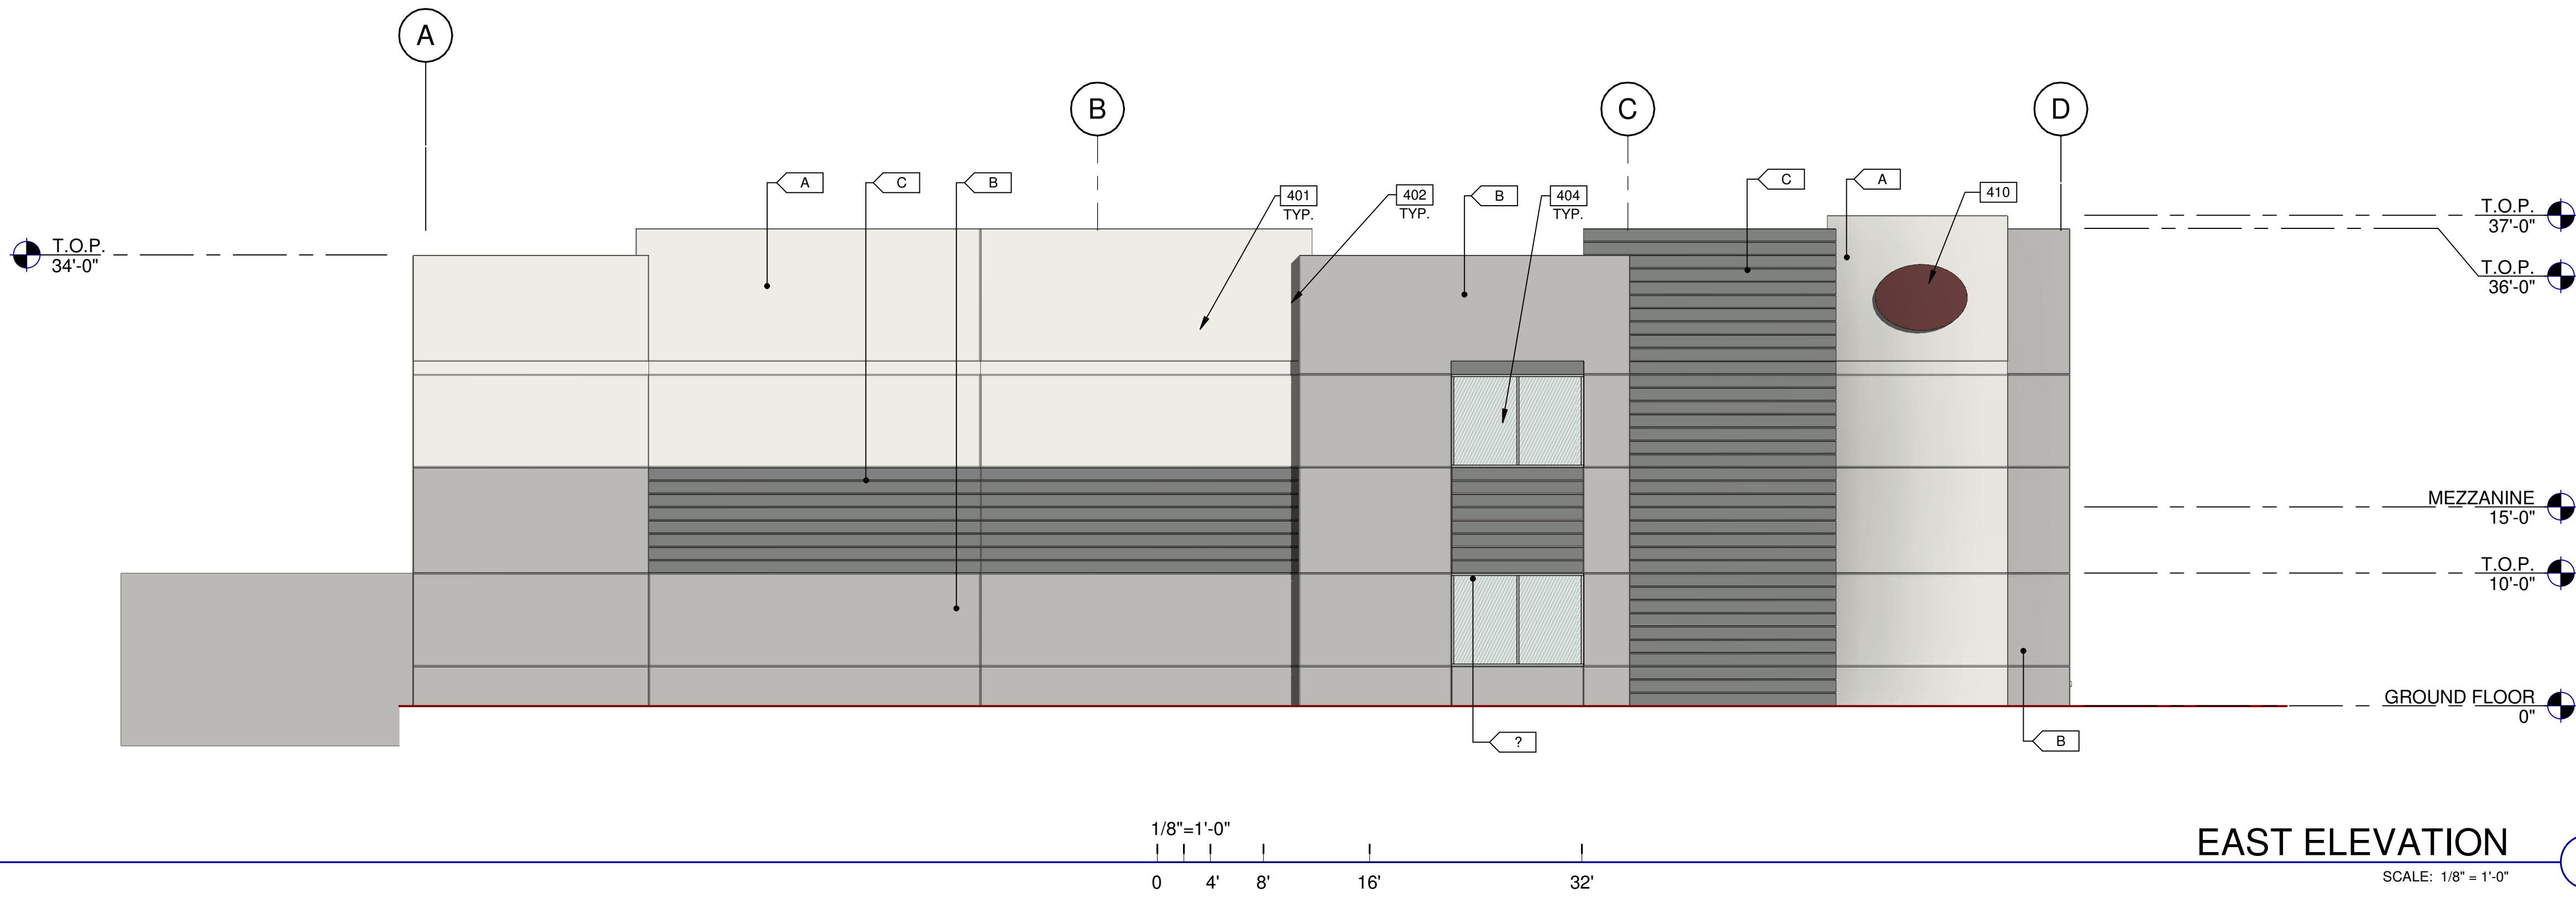 A
B
C
D
A
C
B
401
TYP.
402
TYP.
B
404
TYP.
C
A
410
T.O.P.
34'-0"
T.O.P.
37'-0"
T.O.P.
36'-0"
MEZZANINE
15'-0"
T.O.P.
10'-0"
GROUND FLOOR
0"
?
B
1/8"=1'-0"
0 4' 8' 16' 32'
EAST ELEVATION
SCALE: 1/8" = 1'-0"